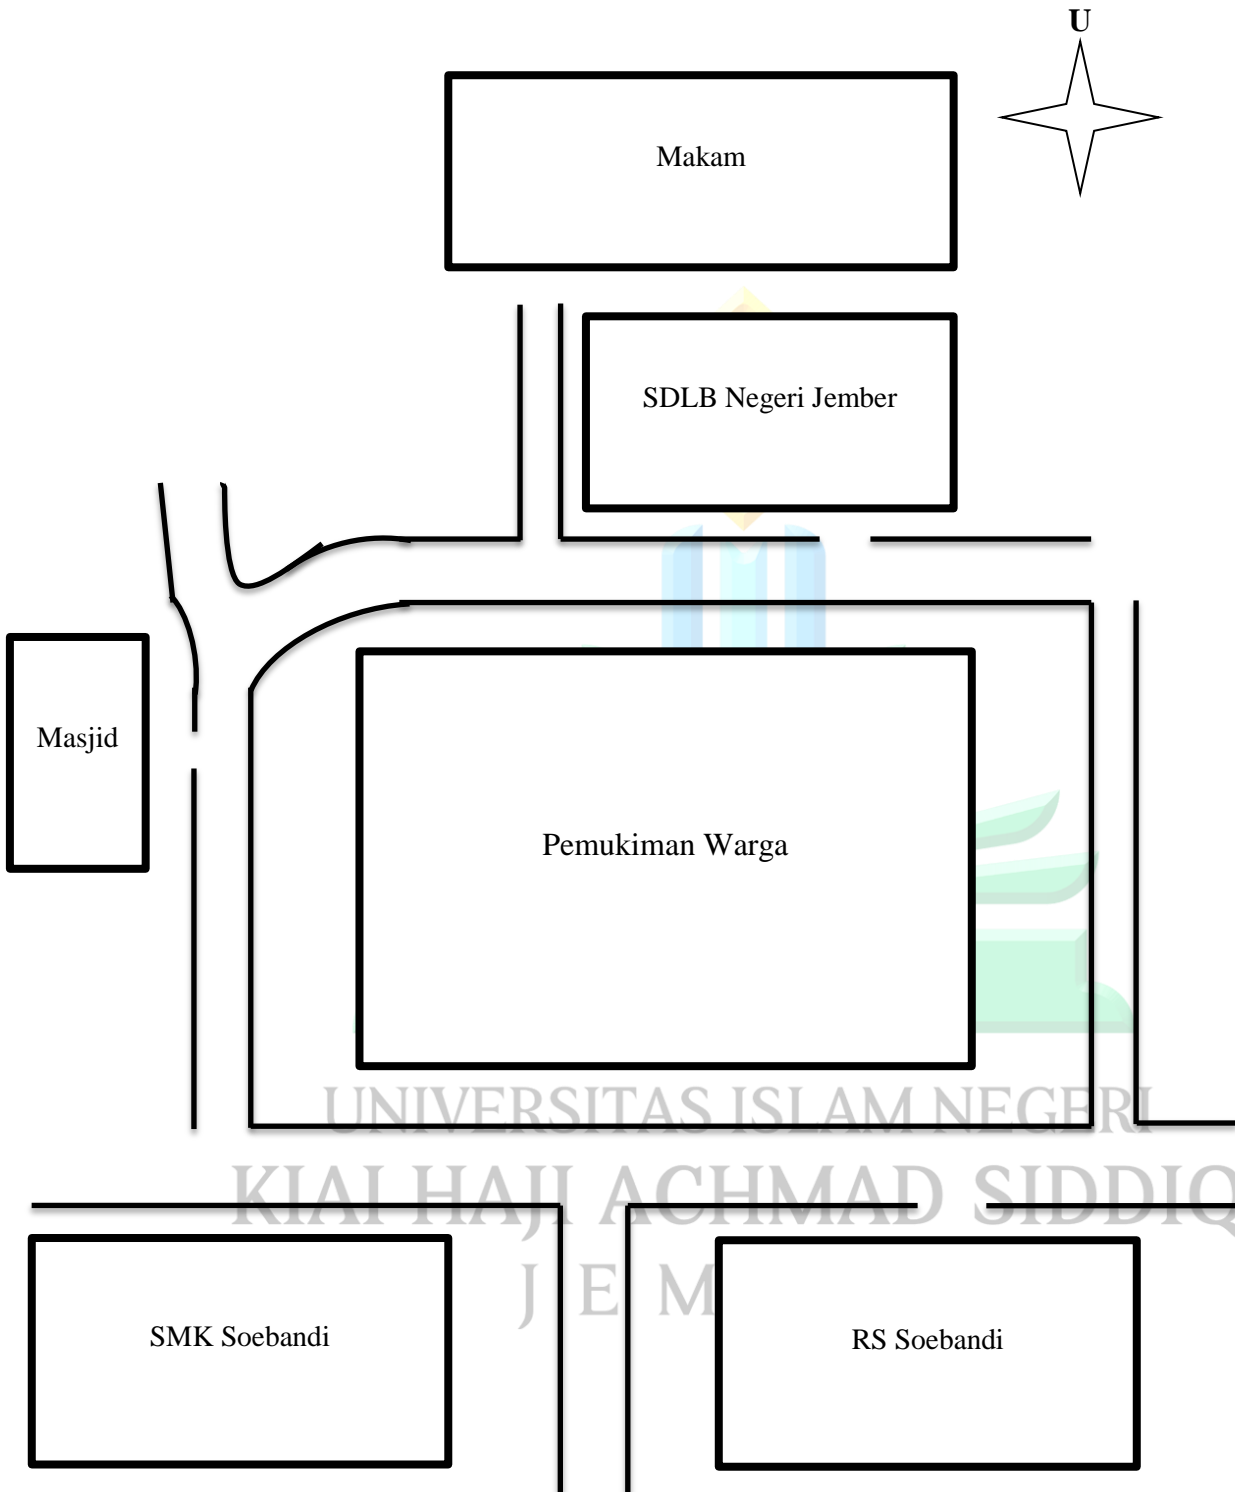 U
Makam
SDLB Negeri Jember
Masjid
Pemukiman Warga
UNIVERSITAS ISLAM NEGERI
KIAI HAJI ACHMAD SIDDIQ
J E M
SMK Soebandi
RS Soebandi